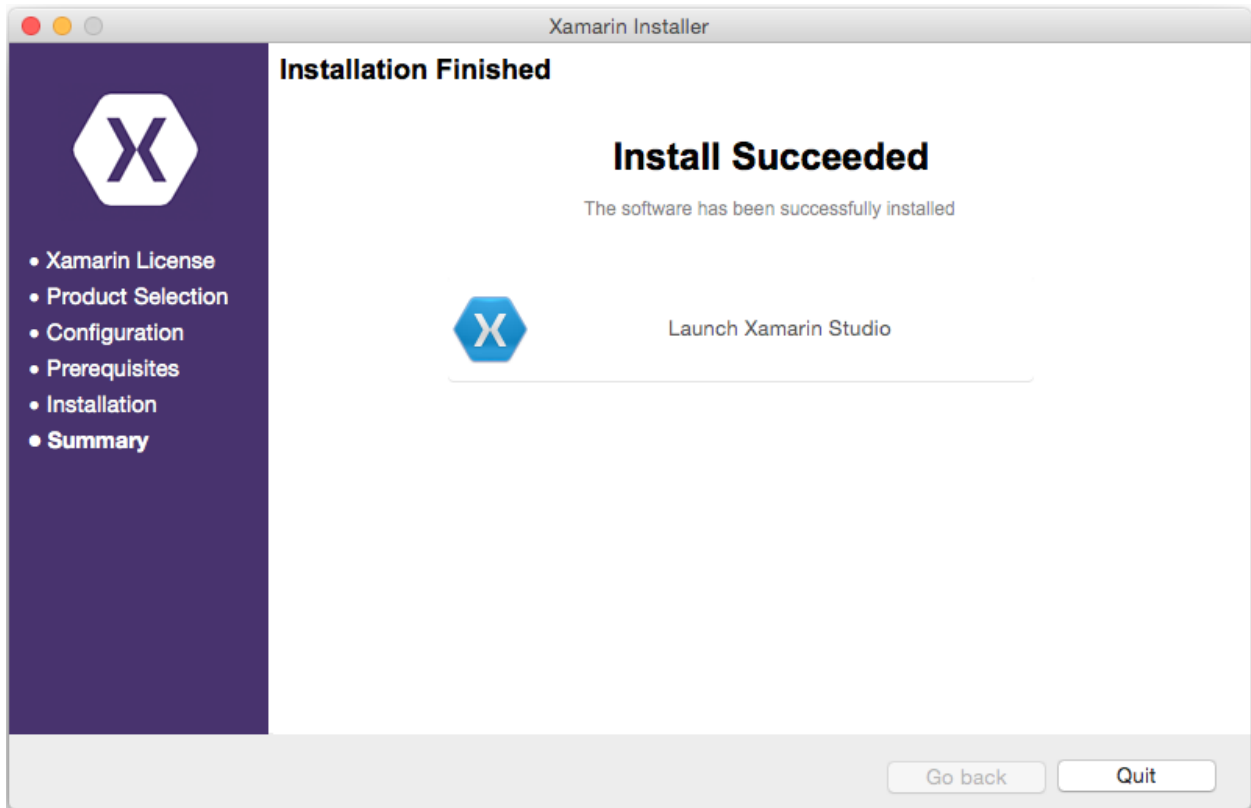 Xamarin Installer
Installation Finished
Install Succeeded
The software has been successfully installed
Launch Xamarin Studio
• Xamarin License
• Product Selection
• Configuration
• Prerequisites
• Installation
• Summary
Go back
Quit